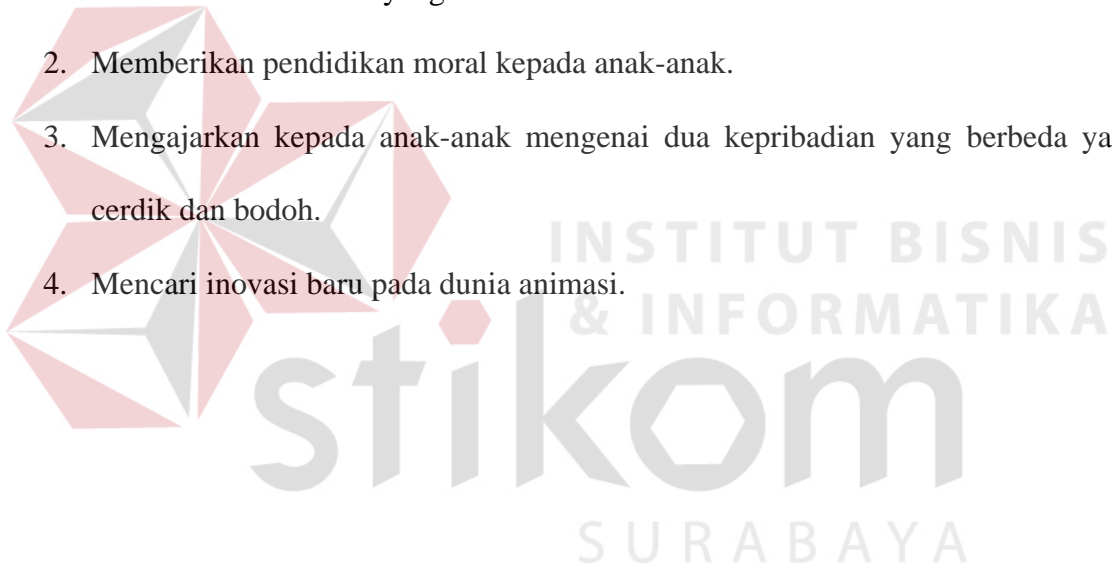 2. Memberikan pendidikan moral kepada anak-anak.
3. Mengajarkan kepada anak-anak mengenai dua kepribadian yang berbeda ya
cerdik dan bodoh.
4. Mencari inovasi baru pada dunia animasi.
INSTITUT BISNIS
& INFORMATIKA
stikom
SURABAYA